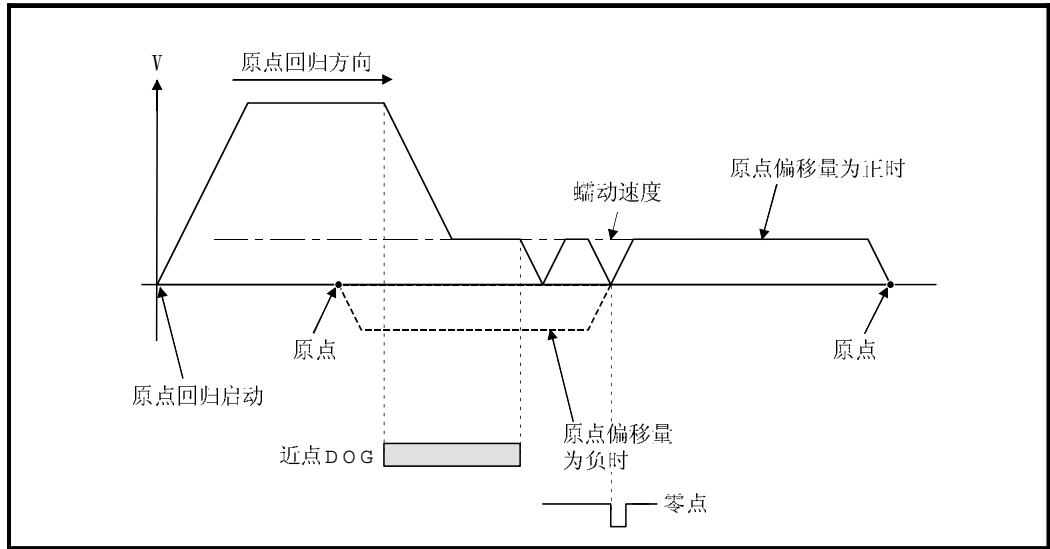 V
原点回归方向
原点偏移量为正时
蠕动速度
原点
原点
原点回归启动
原点偏移量
为负时
近点DOG
零点